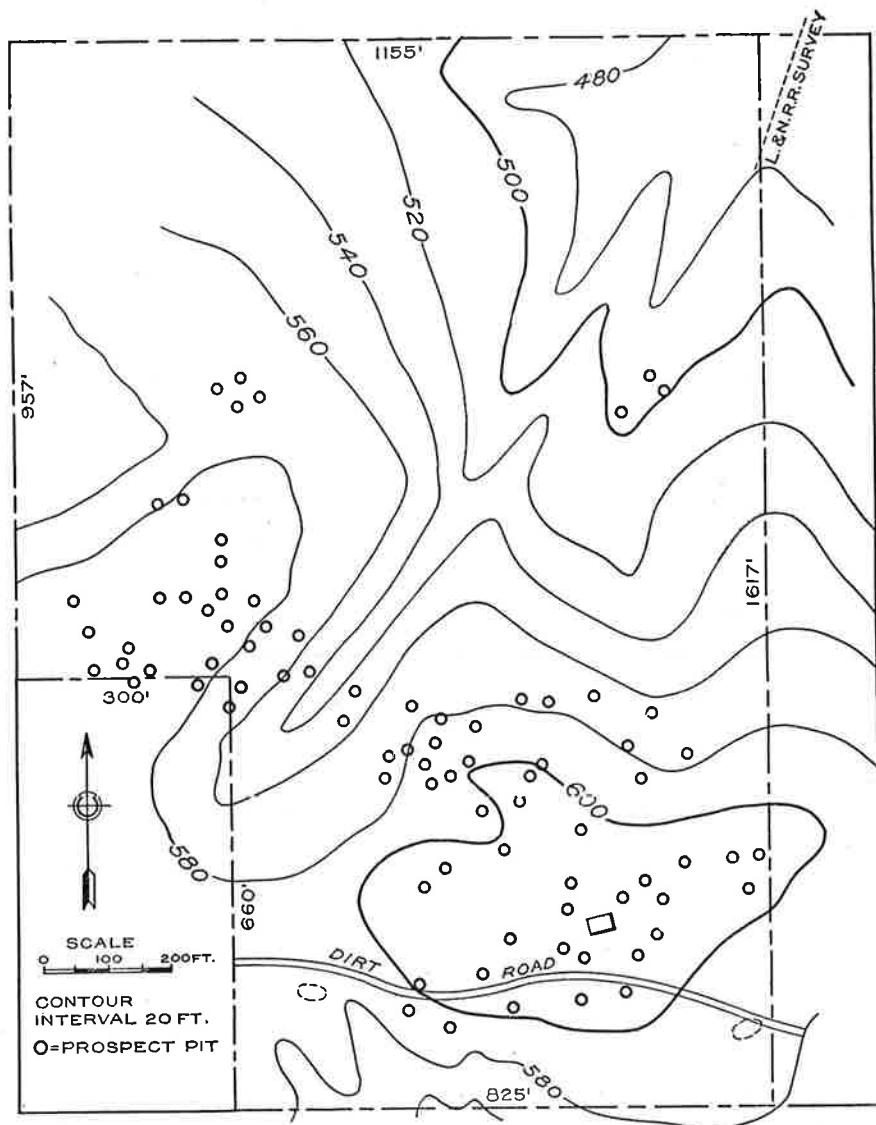 1155'
480
L.&N.R.R. SURVEY
500
520
540
560
957'
1617'
300'
600
580
660'
SCALE
0 100 200FT.
DIRT ROAD
CONTOUR
INTERVAL 20 FT.
O=PROSPECT PIT
580
825'